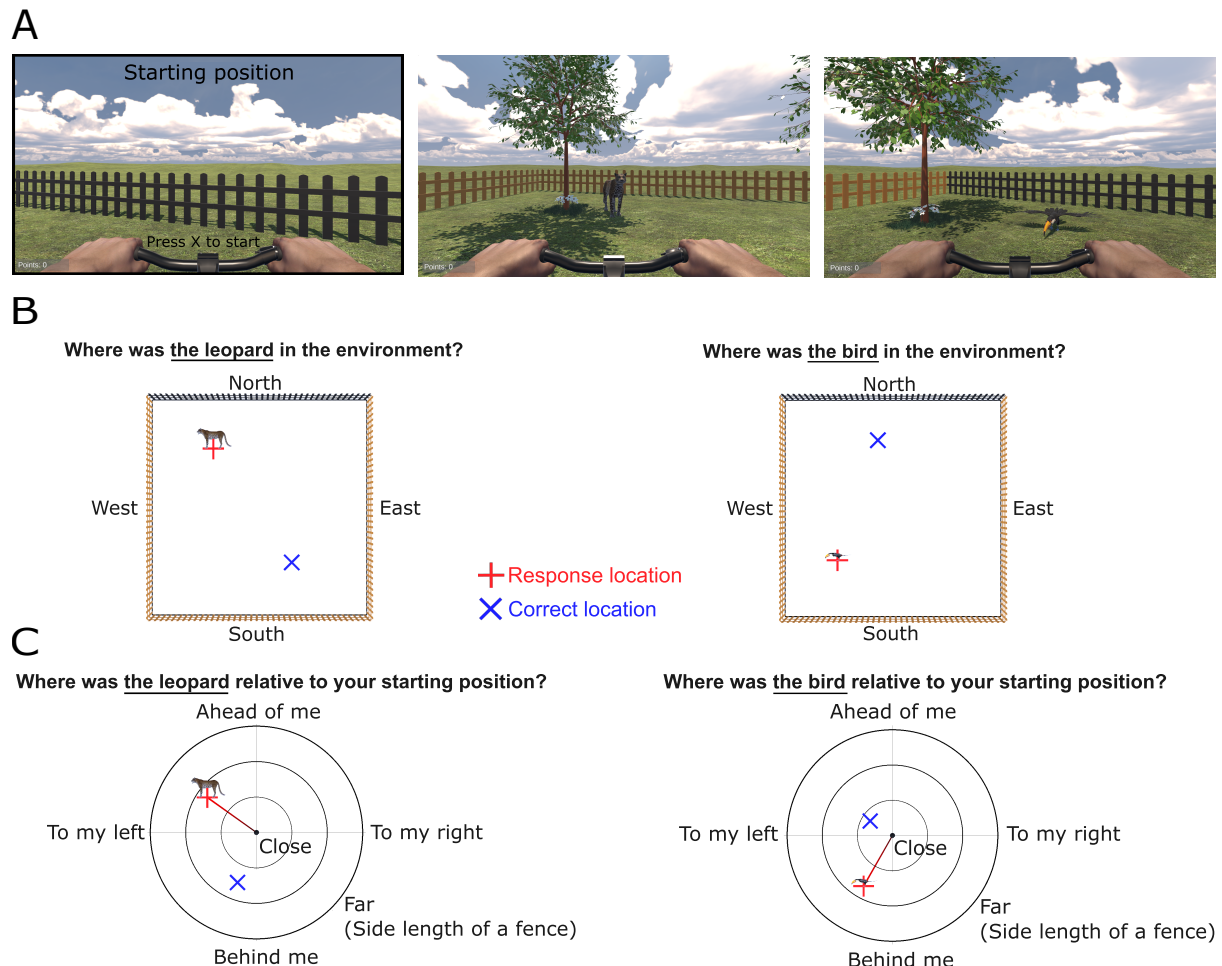 A
Starting position
Press X to start
Points: 0
Points: 0
Points: 0
B
Where was the leopard in the environment?
North
West
East
South
Where was the bird in the environment?
North
West
East
South
Response location
Correct location
C
Where was the leopard relative to your starting position?
Ahead of me
To my left
To my right
Close
Far
(Side length of a fence)
Behind me
Where was the bird relative to your starting position?
Ahead of me
To my left
To my right
Close
Far
(Side length of a fence)
Behind me